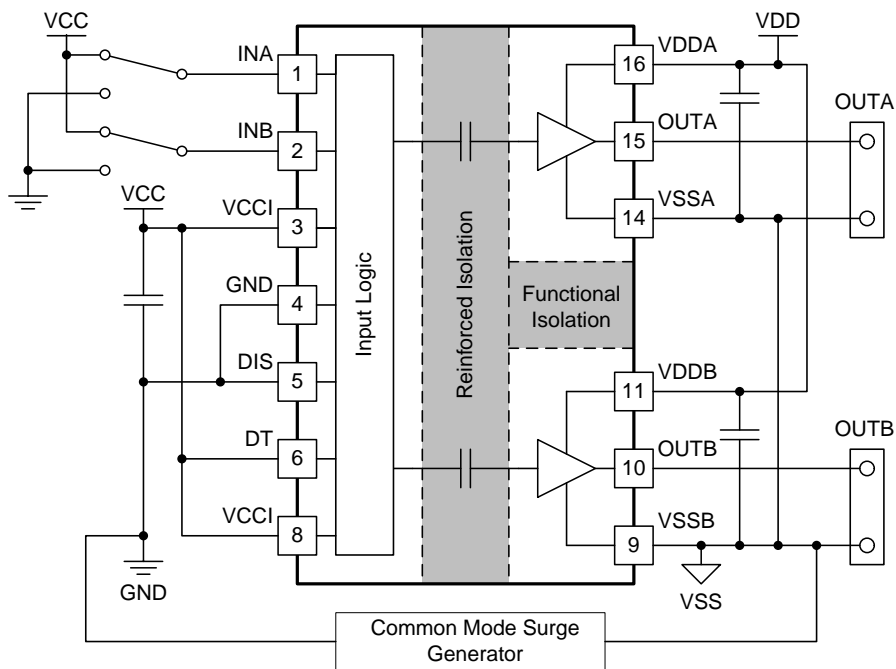 VCC
INA
1
INB
2
VCC
VCCI
3
GND
4
DIS
5
DT
6
VCCI
8
GND
Input Logic
Reinforced Isolation
Functional
Isolation
VDDA
16
VDD
OUTA
15
OUTA
VSSA
14
VDDB
11
OUTB
10
OUTB
VSSB
9
VSS
Common Mode Surge
Generator